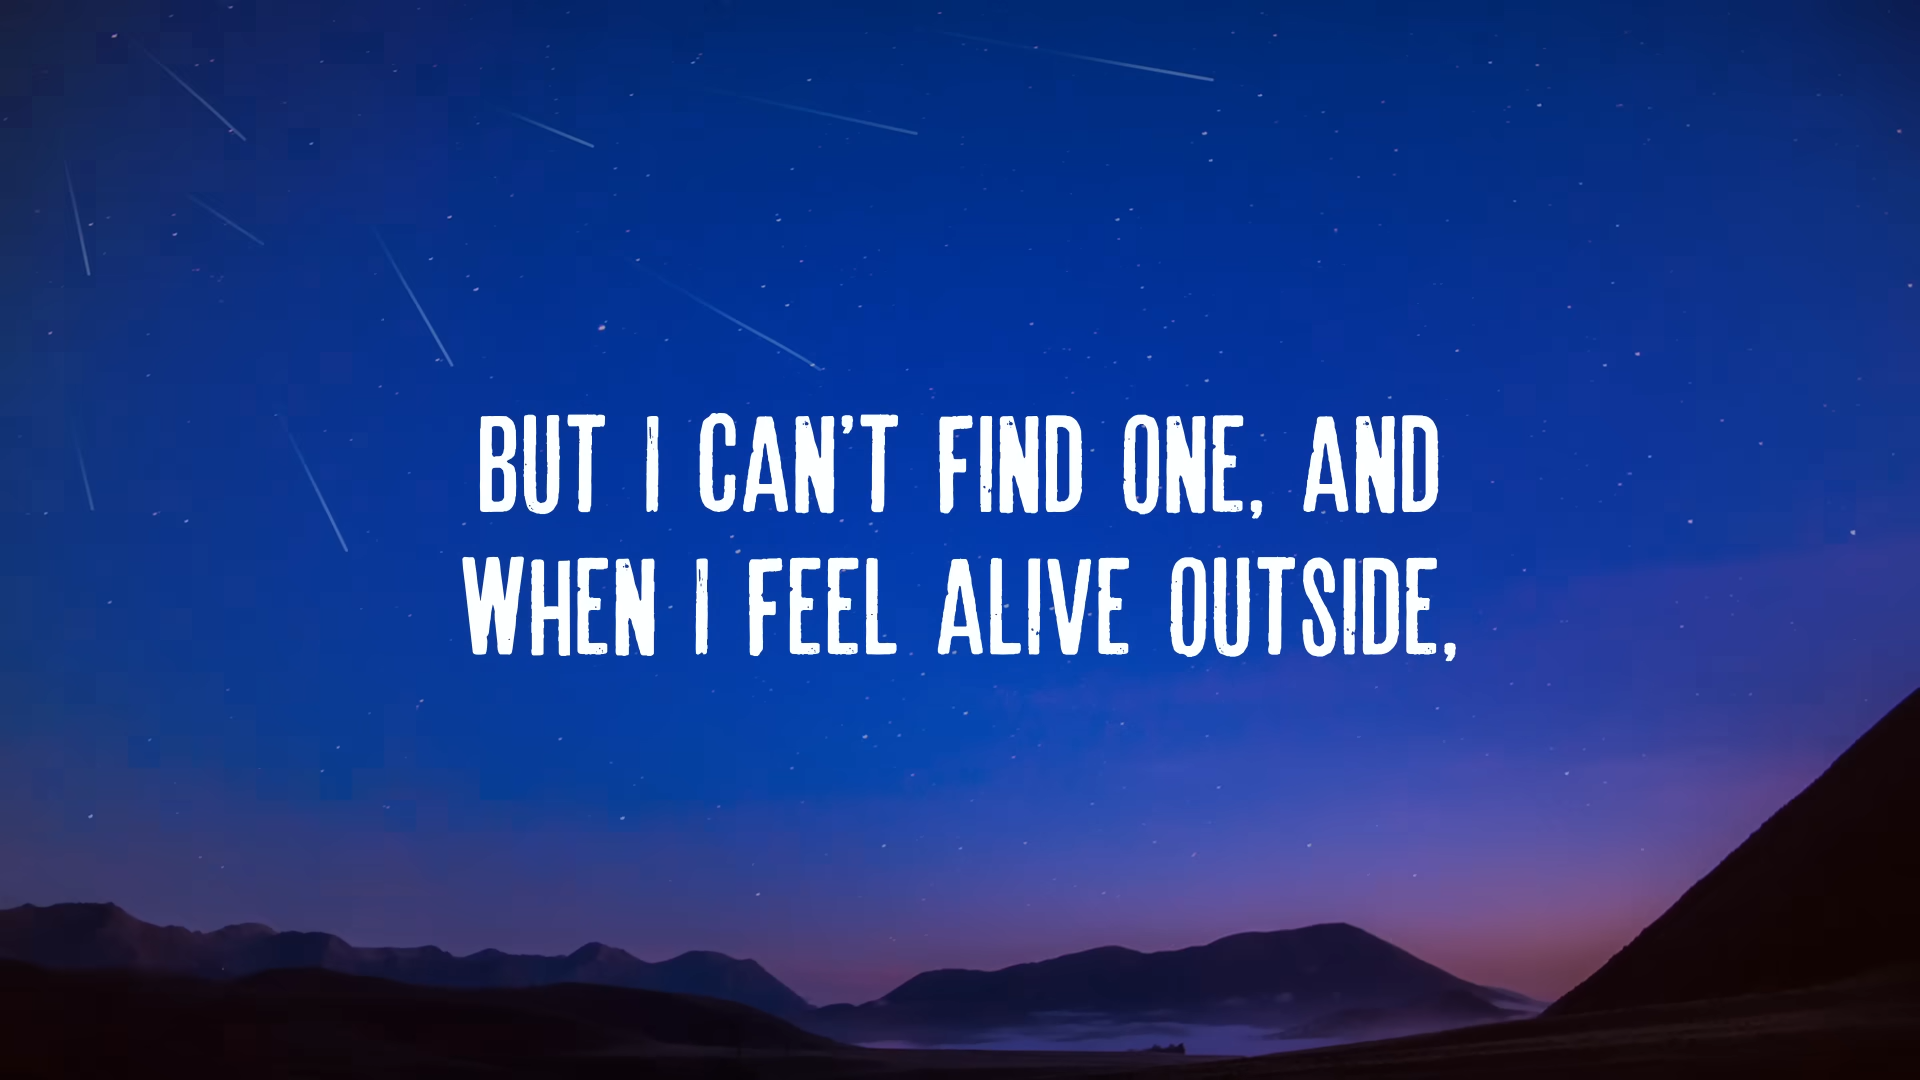 BUT I CAN'T FIND ONE, AND
WHEN I FEEL ALIVE OUTSIDE,